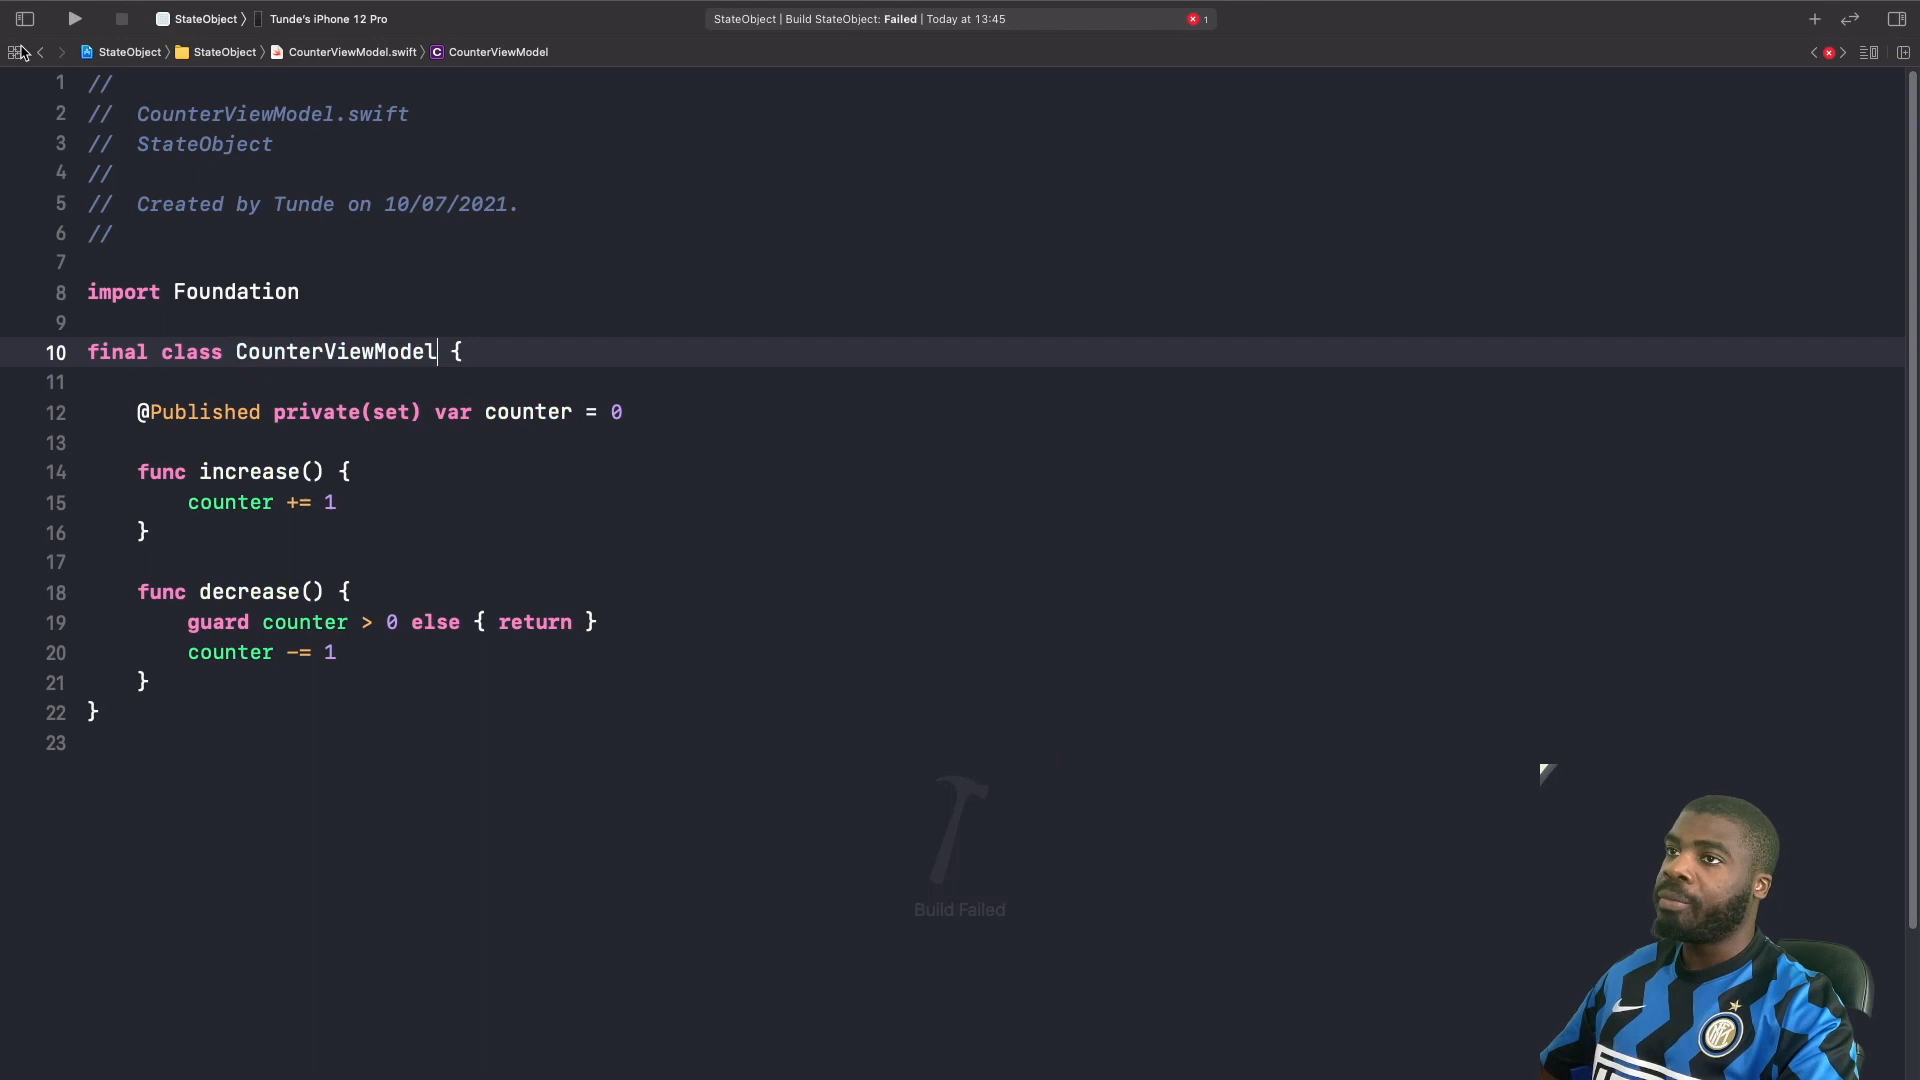 StateObject 〉 Tunde's iPhone 12 Pro
StateObject | Build StateObject: Failed | Today at 13:45
1
StateObject 〉 StateObject 〉 CounterViewModel.swift 〉 C CounterViewModel
1 //
2 //  CounterViewModel.swift
3 //  StateObject
4 //
5 //  Created by Tunde on 10/07/2021.
6 //
7
8 import Foundation
9
10 final class CounterViewModel {
11
12     @Published private(set) var counter = 0
13
14     func increase() {
15         counter += 1
16     }
17
18     func decrease() {
19         guard counter > 0 else { return }
20         counter -= 1
21     }
22 }
23
Build Failed